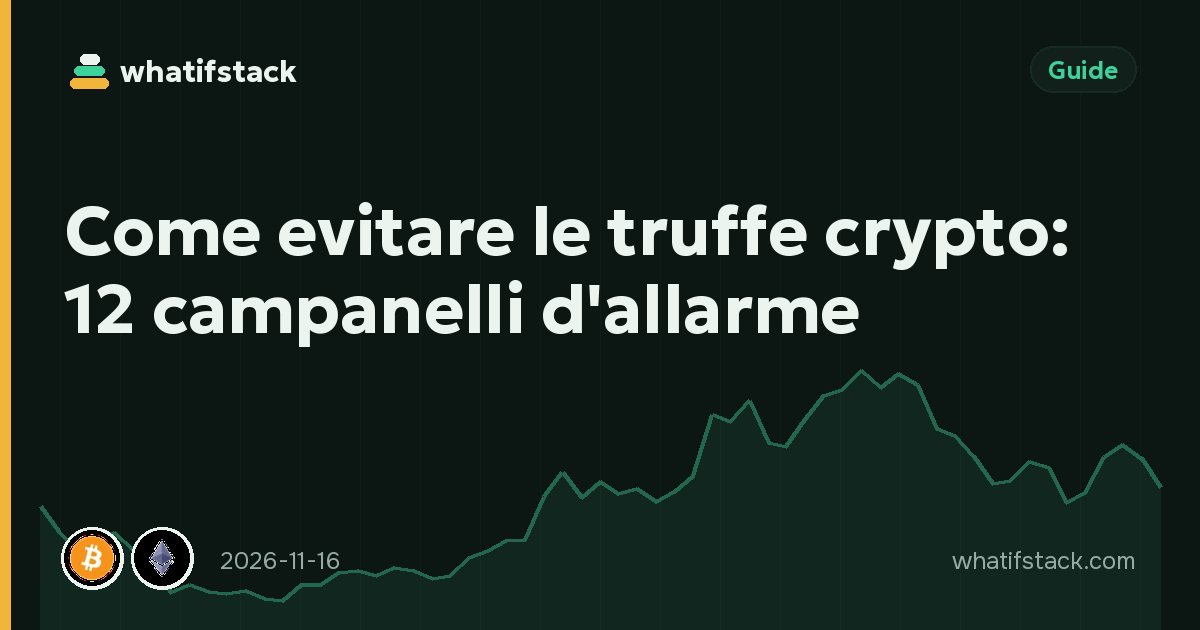 whatifstack
Guide
Come evitare le truffe crypto:
12 campanelli d'allarme
2026-11-16
whatifstack.com